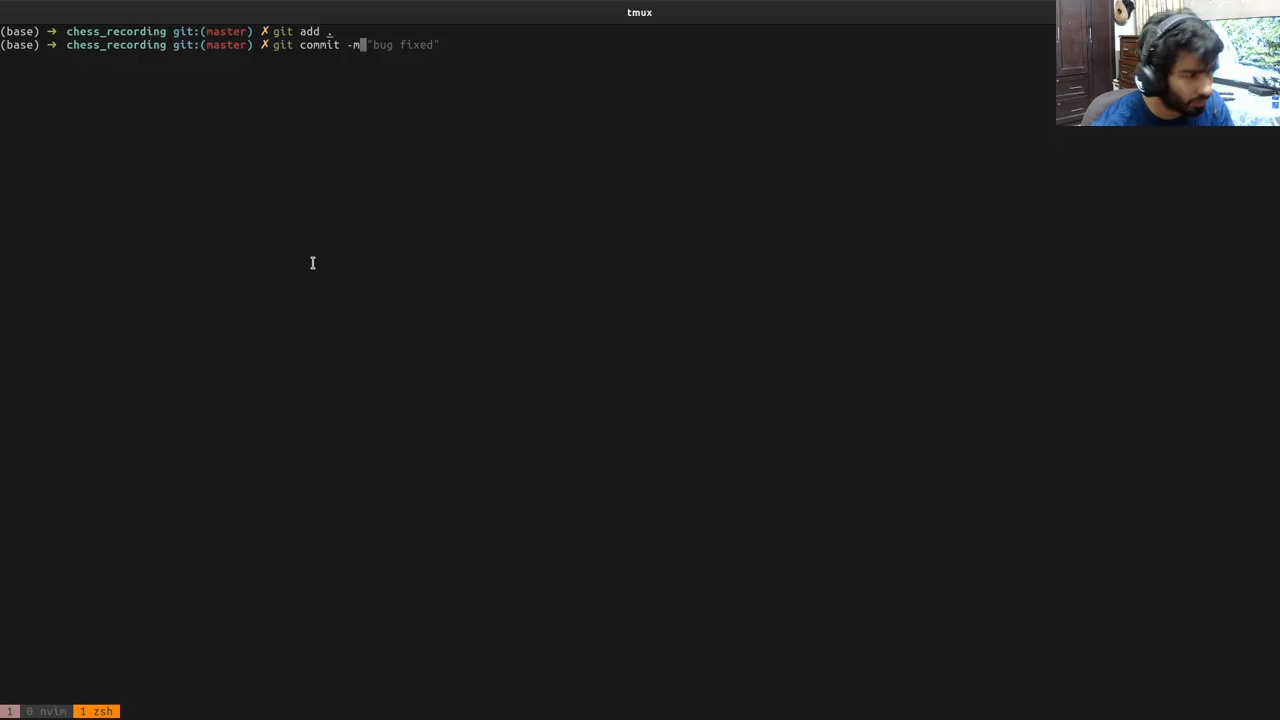 tmux
(base) ➜ chess_recording git:(master) ✗ git add .
(base) ➜ chess_recording git:(master) ✗ git commit -m "bug fixed"
1 0 nvim 1 zsh